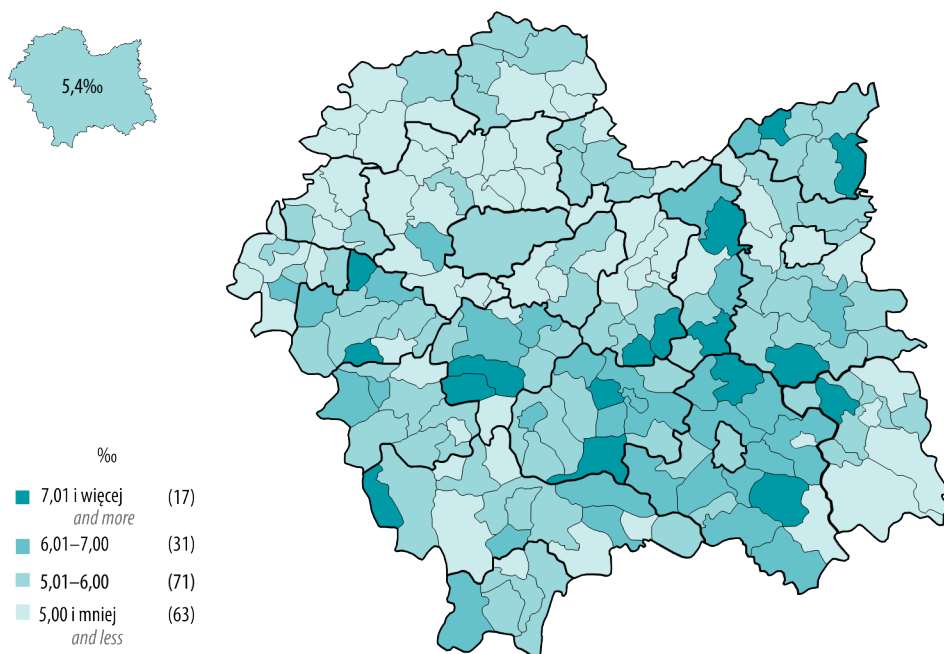 5,4‰
‰
7,01 i więcej (17)
and more
6,01–7,00 (31)
5,01–6,00 (71)
5,00 i mniej (63)
and less